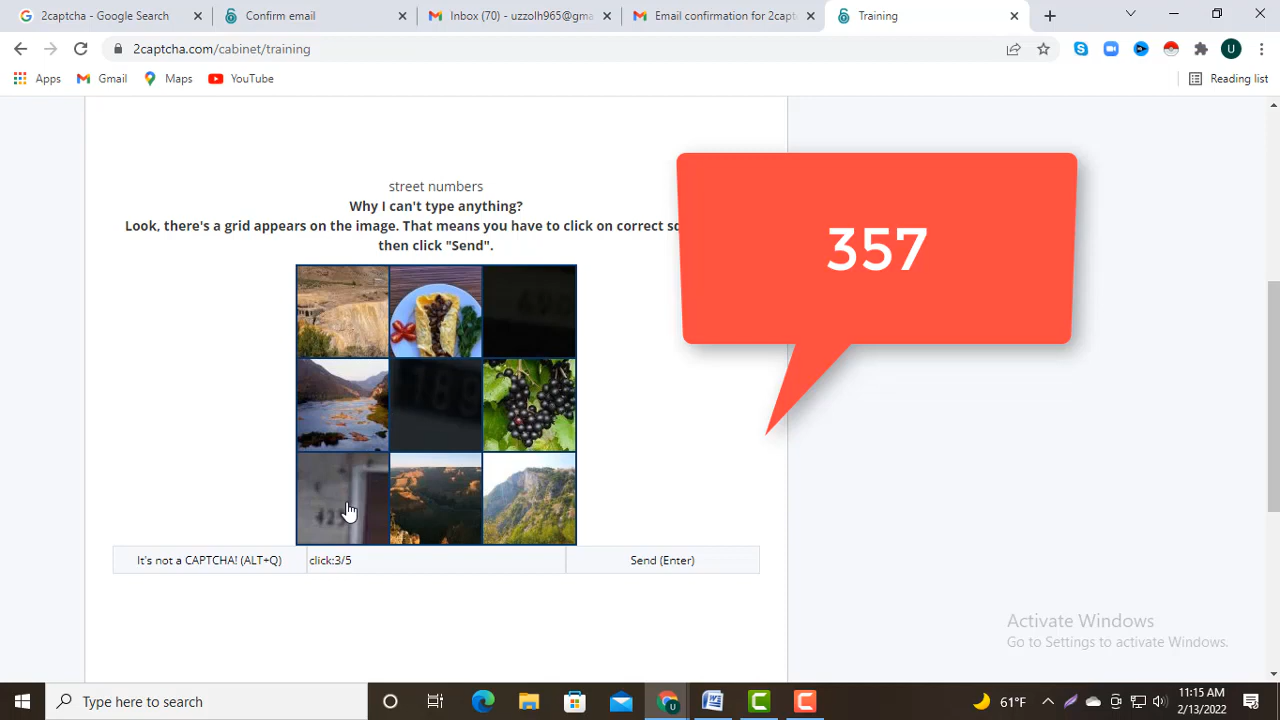 2captcha - Google Search
Confirm email
Inbox (70) - uzzolh965@gma
Email confirmation for 2capt
Training
2captcha.com/cabinet/training
U
Apps
Gmail
Maps
YouTube
Reading list
street numbers
Why I can't type anything?
Look, there's a grid appears on the image. That means you have to click on correct sq
then click "Send".
357
189
It's not a CAPTCHA! (ALT+Q)
click:3/5
Send (Enter)
Activate Windows
Go to Settings to activate Windows.
Type here to search
61°F
11:15 AM
2/13/2022